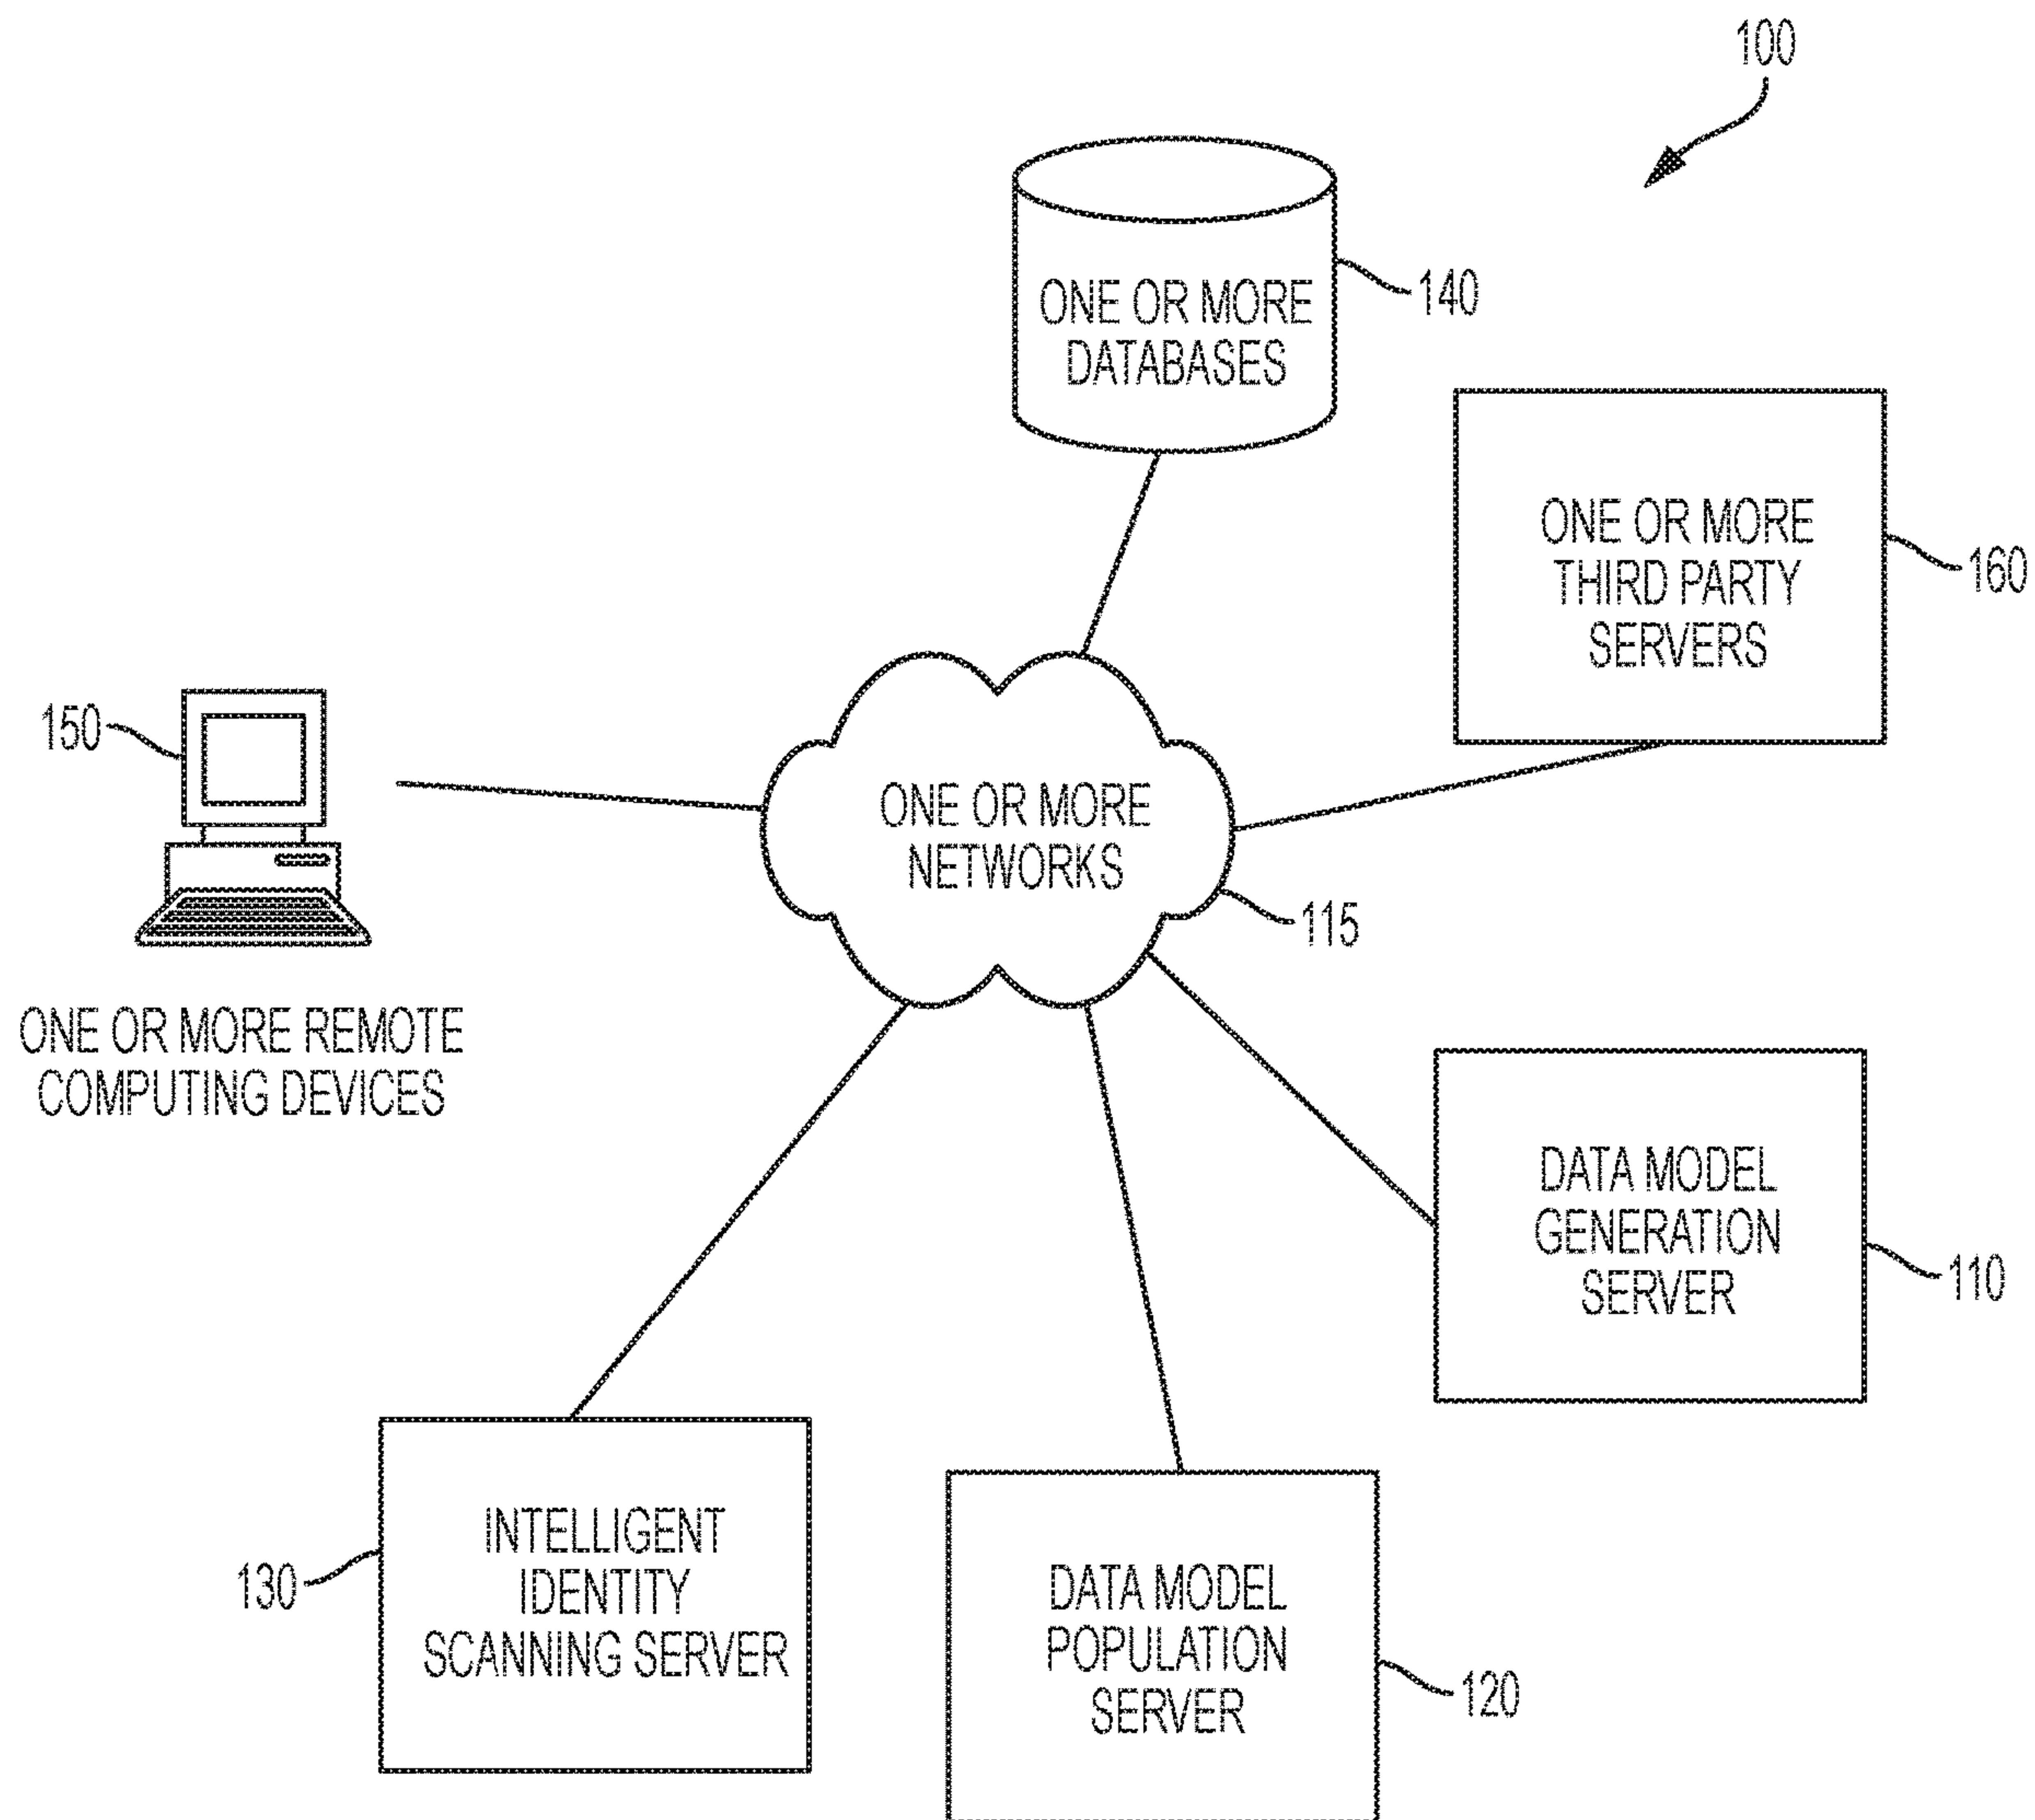 100
ONE OR MORE
DATABASES
140
ONE OR MORE
THIRD PARTY
SERVERS
160
150
ONE OR MORE
NETWORKS
115
ONE OR MORE REMOTE
COMPUTING DEVICES
DATA MODEL
GENERATION
SERVER
110
INTELLIGENT
IDENTITY
SCANNING SERVER
130
DATA MODEL
POPULATION
SERVER
120